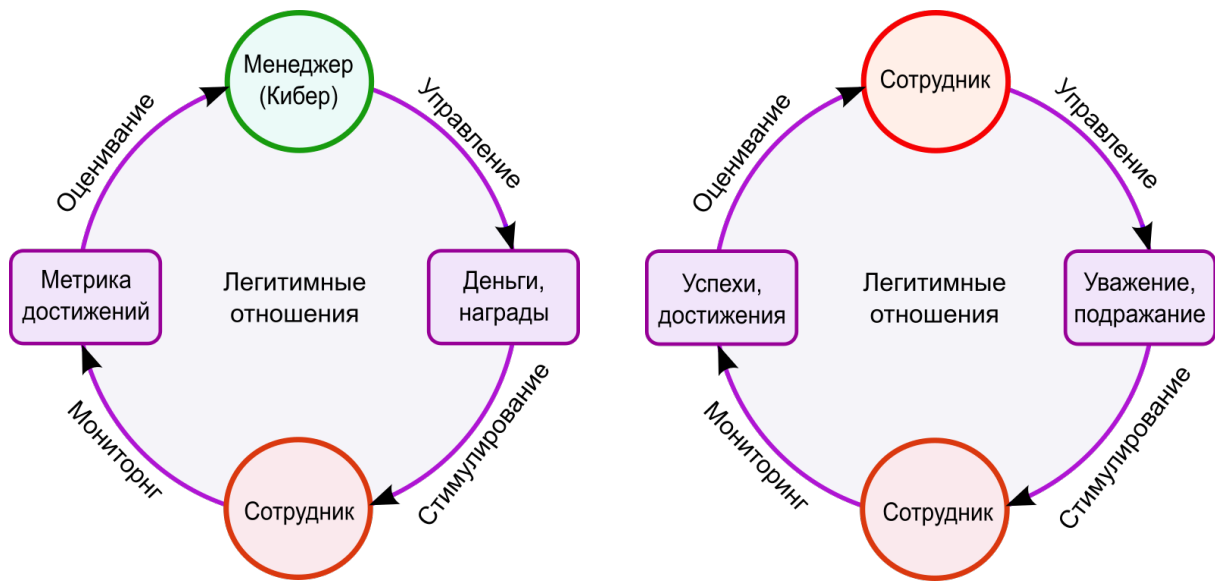 Менеджер
(Кибер)
Оценивание
Управление
Метрика
достижений
Легитимные
отношения
Деньги,
награды
Мониторнг
Стимулирование
Сотрудник
Сотрудник
Оценивание
Управление
Успехи,
достижения
Легитимные
отношения
Уважение,
подражание
Мониторинг
Стимулирование
Сотрудник